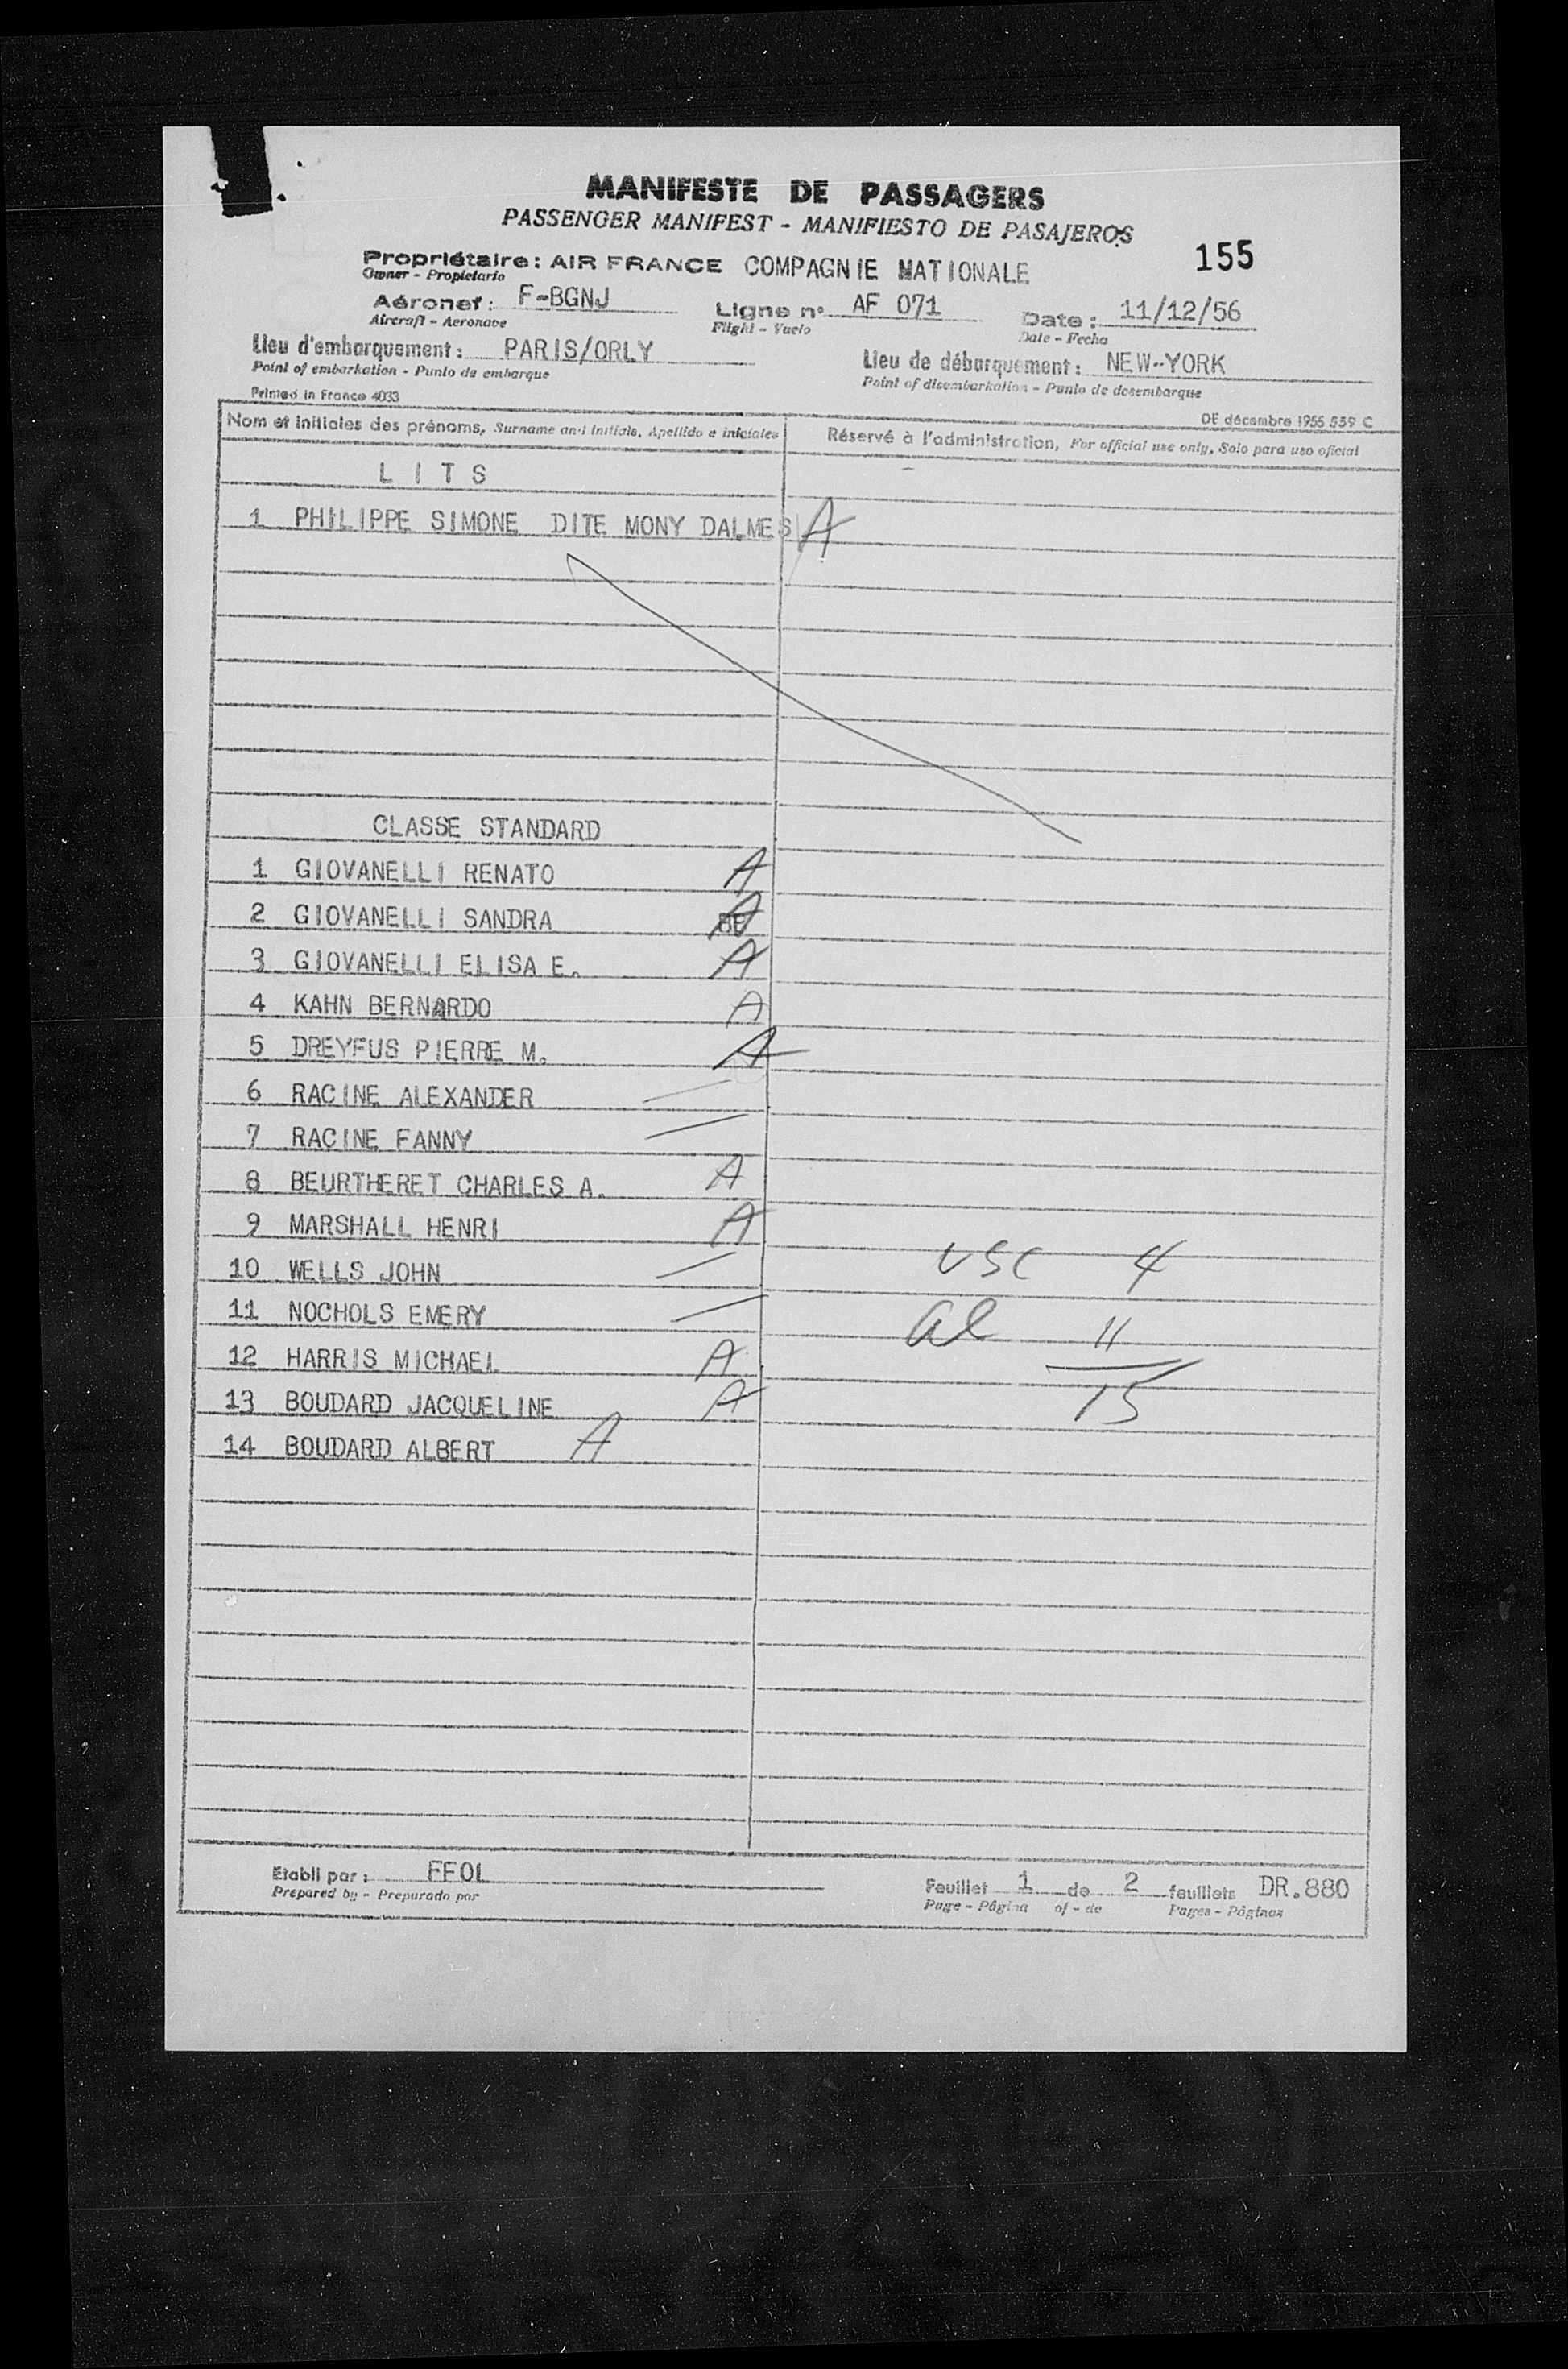 MANIFESTE DE PASSAGERS
PASSENGER MANIFEST - MANIFIESTO DE PASAJEROS
155
Propriétaire: AIR FRANCE COMPAGNIE NATIONALE
Owner - Propietario
Aéronef: F-BGNJ Ligne n° AF 071 Date: 11/12/56
Aircraft - Aeronave Flight - Vuelo Date - Fecha
Lieu d'embarquement: PARIS/ORLY Lieu de débarquement: NEW-YORK
Point of embarkation - Punto de embarque Point of disembarkation - Punto de desembarque
Printed in France 4033 OE décembre 1955 559 C
Nom et initiales des prénoms, Surname and initials, Apellido e iniciales Réservé à l'administration, For official use only, Solo para uso oficial
LITS
1 PHILIPPE SIMONE DITE MONY DALMES A
CLASSE STANDARD
1 GIOVANELLI RENATO A
2 GIOVANELLI SANDRA BE A
3 GIOVANELLI ELISA E. A
4 KAHN BERNARDO A
5 DREYFUS PIERRE M. A
6 RACINE ALEXANDER —
7 RACINE FANNY —
8 BEURTHERET CHARLES A. A
9 MARSHALL HENRI A
10 WELLS JOHN — USC 4
11 NOCHOLS EMERY — al 11
12 HARRIS MICHAEL A
13 BOUDARD JACQUELINE A 15
14 BOUDARD ALBERT A
Etabli par: FFOL
Prepared by - Preparado por
Feuillet 1 de 2 feuillets DR.880
Page - Página of - de Pages - Páginas